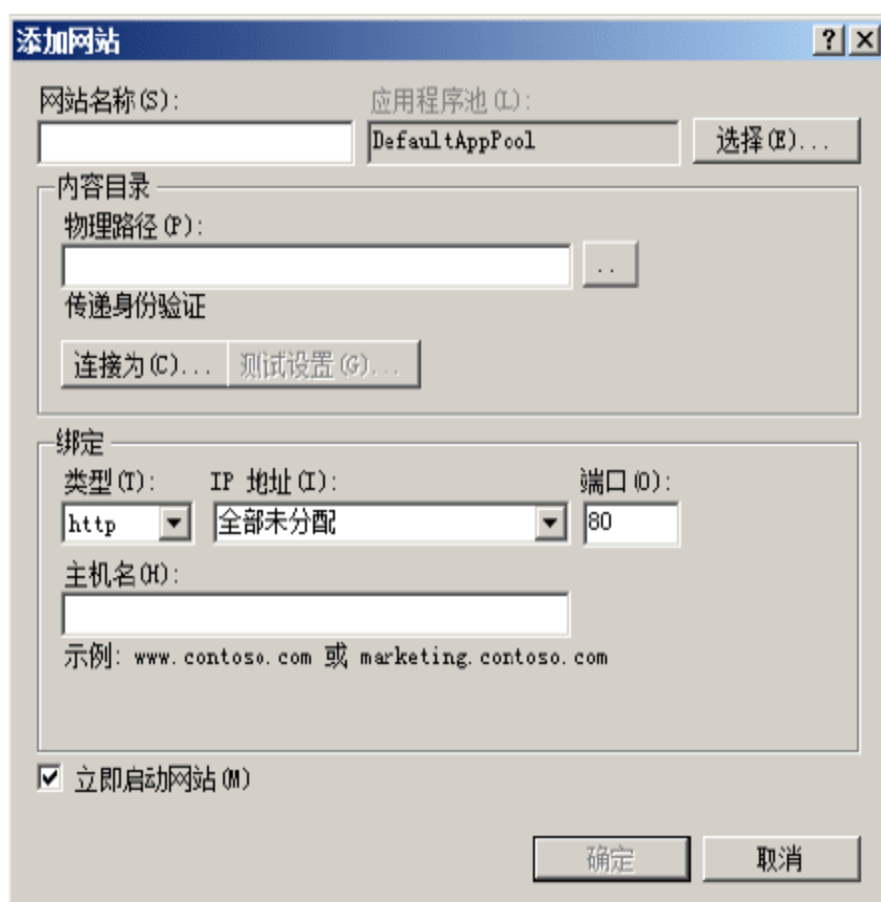 添加网站
网站名称(S): 应用程序池(L):
DefaultAppPool 选择(E)...
内容目录
物理路径(P):
..
传递身份验证
连接为(C)... 测试设置(G)...
绑定
类型(T): IP 地址(I): 端口(O):
http 全部未分配 80
主机名(H):
示例: www.contoso.com 或 marketing.contoso.com
立即启动网站(M)
确定 取消